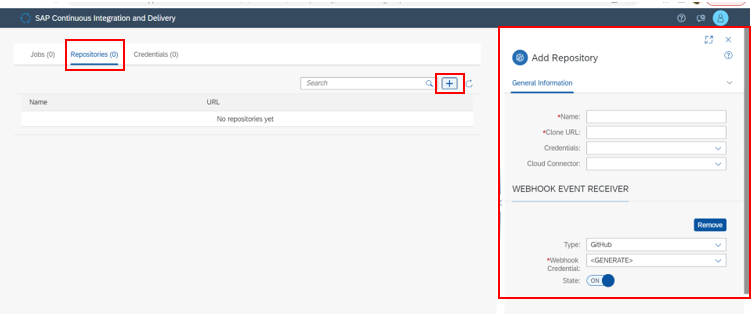 SAP Continuous Integration and Delivery
Jobs (0) Repositories (0) Credentials (0)
Search
Name URL
No repositories yet
Add Repository
General Information
*Name:
*Clone URL:
Credentials:
Cloud Connector:
WEBHOOK EVENT RECEIVER
Remove
Type: GitHub
*Webhook Credential: <GENERATE>
State: ON